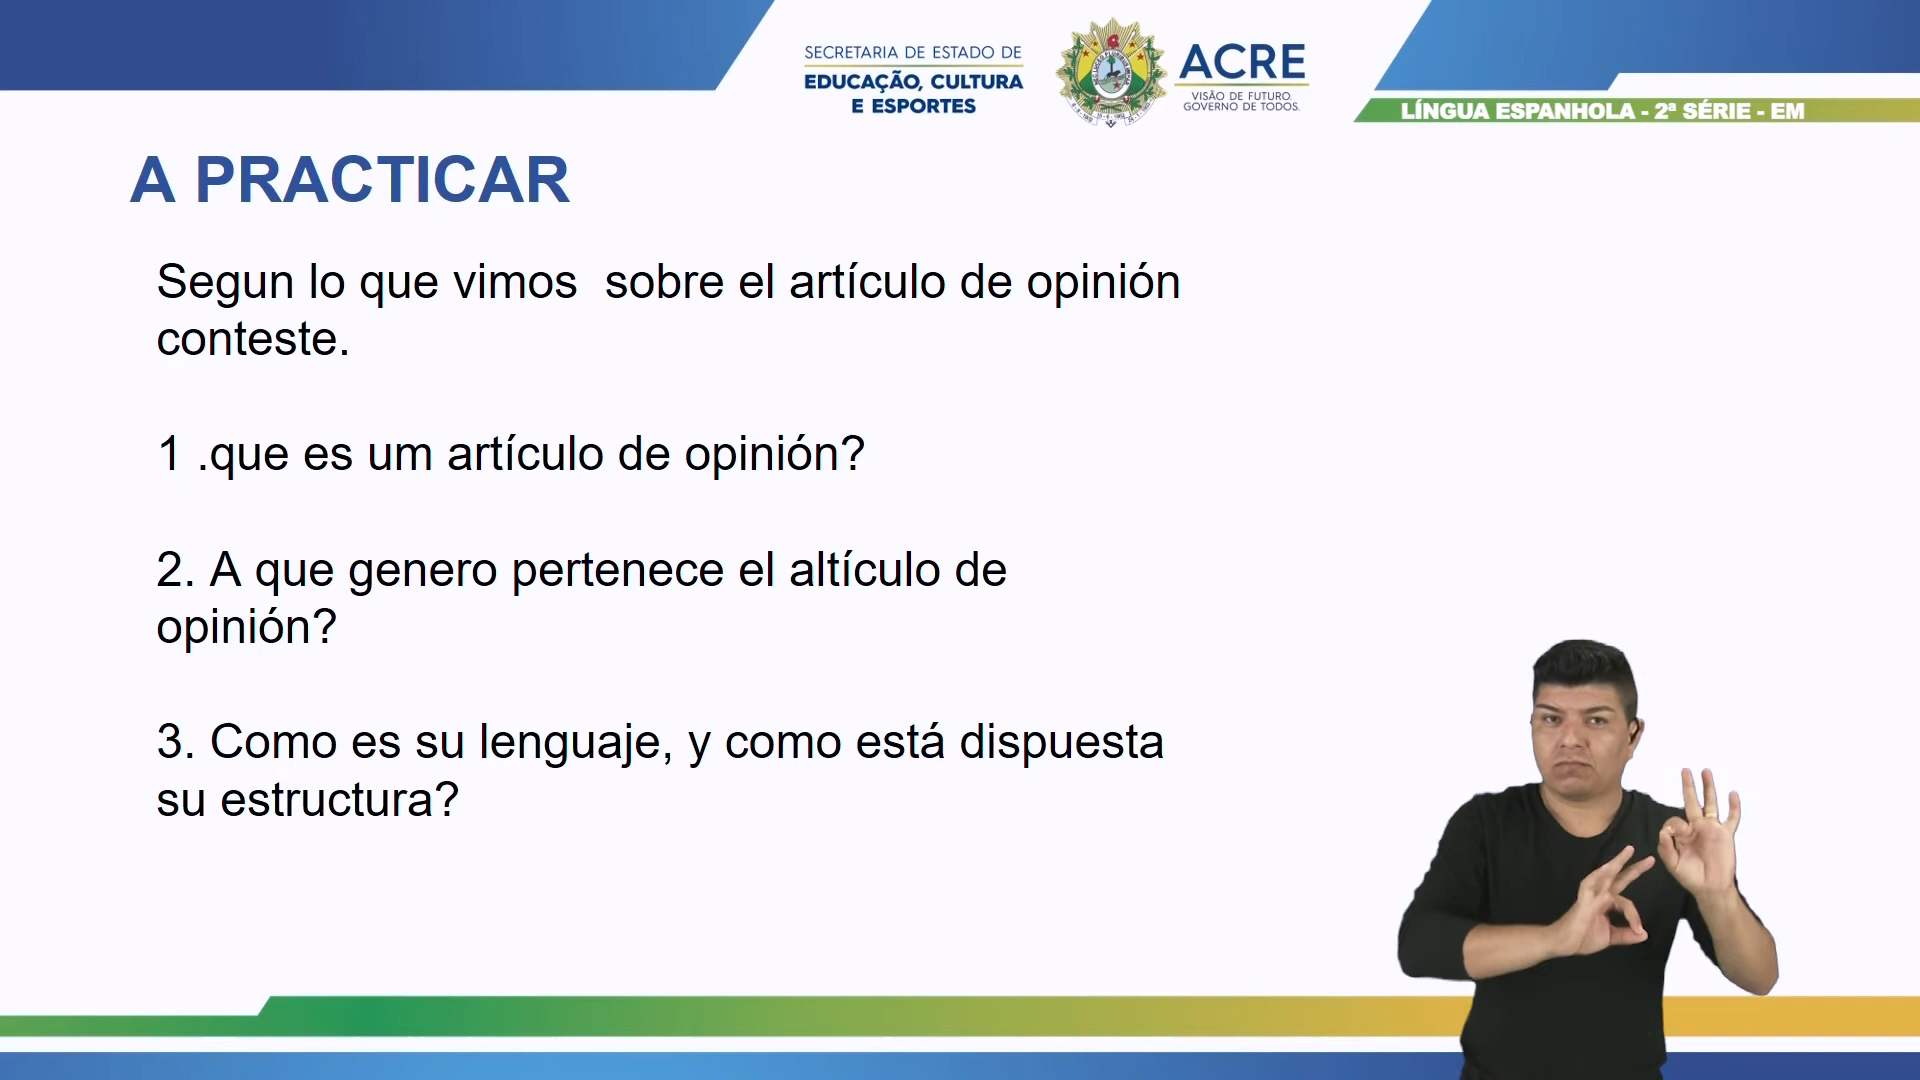 SECRETARIA DE ESTADO DE
EDUCAÇÃO, CULTURA
E ESPORTES
ACRE
VISÃO DE FUTURO.
GOVERNO DE TODOS.
LÍNGUA ESPANHOLA - 2ª SÉRIE - EM
A PRACTICAR
Segun lo que vimos  sobre el artículo de opinión
conteste.
1 .que es um artículo de opinión?
2. A que genero pertenece el altículo de
opinión?
3. Como es su lenguaje, y como está dispuesta
su estructura?